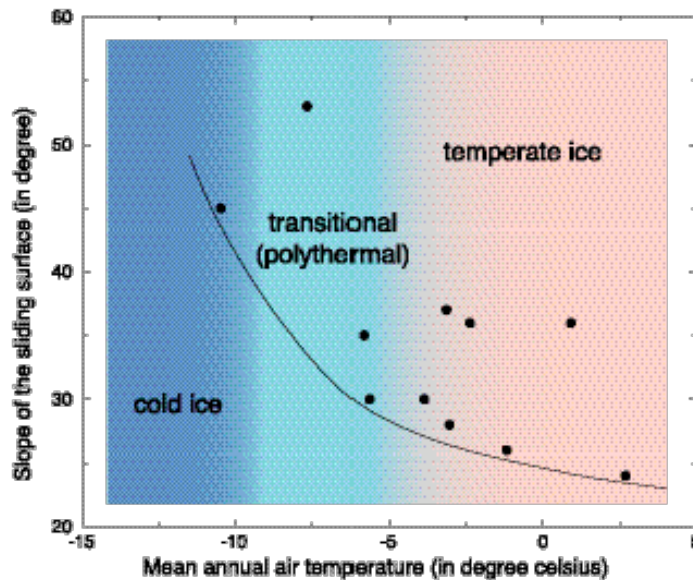 60
50
40
30
20
Slope of the sliding surface (in degree)
temperate ice
transitional
(polythermal)
cold ice
-15
-10
-5
0
5
Mean annual air temperature (in degree celsius)